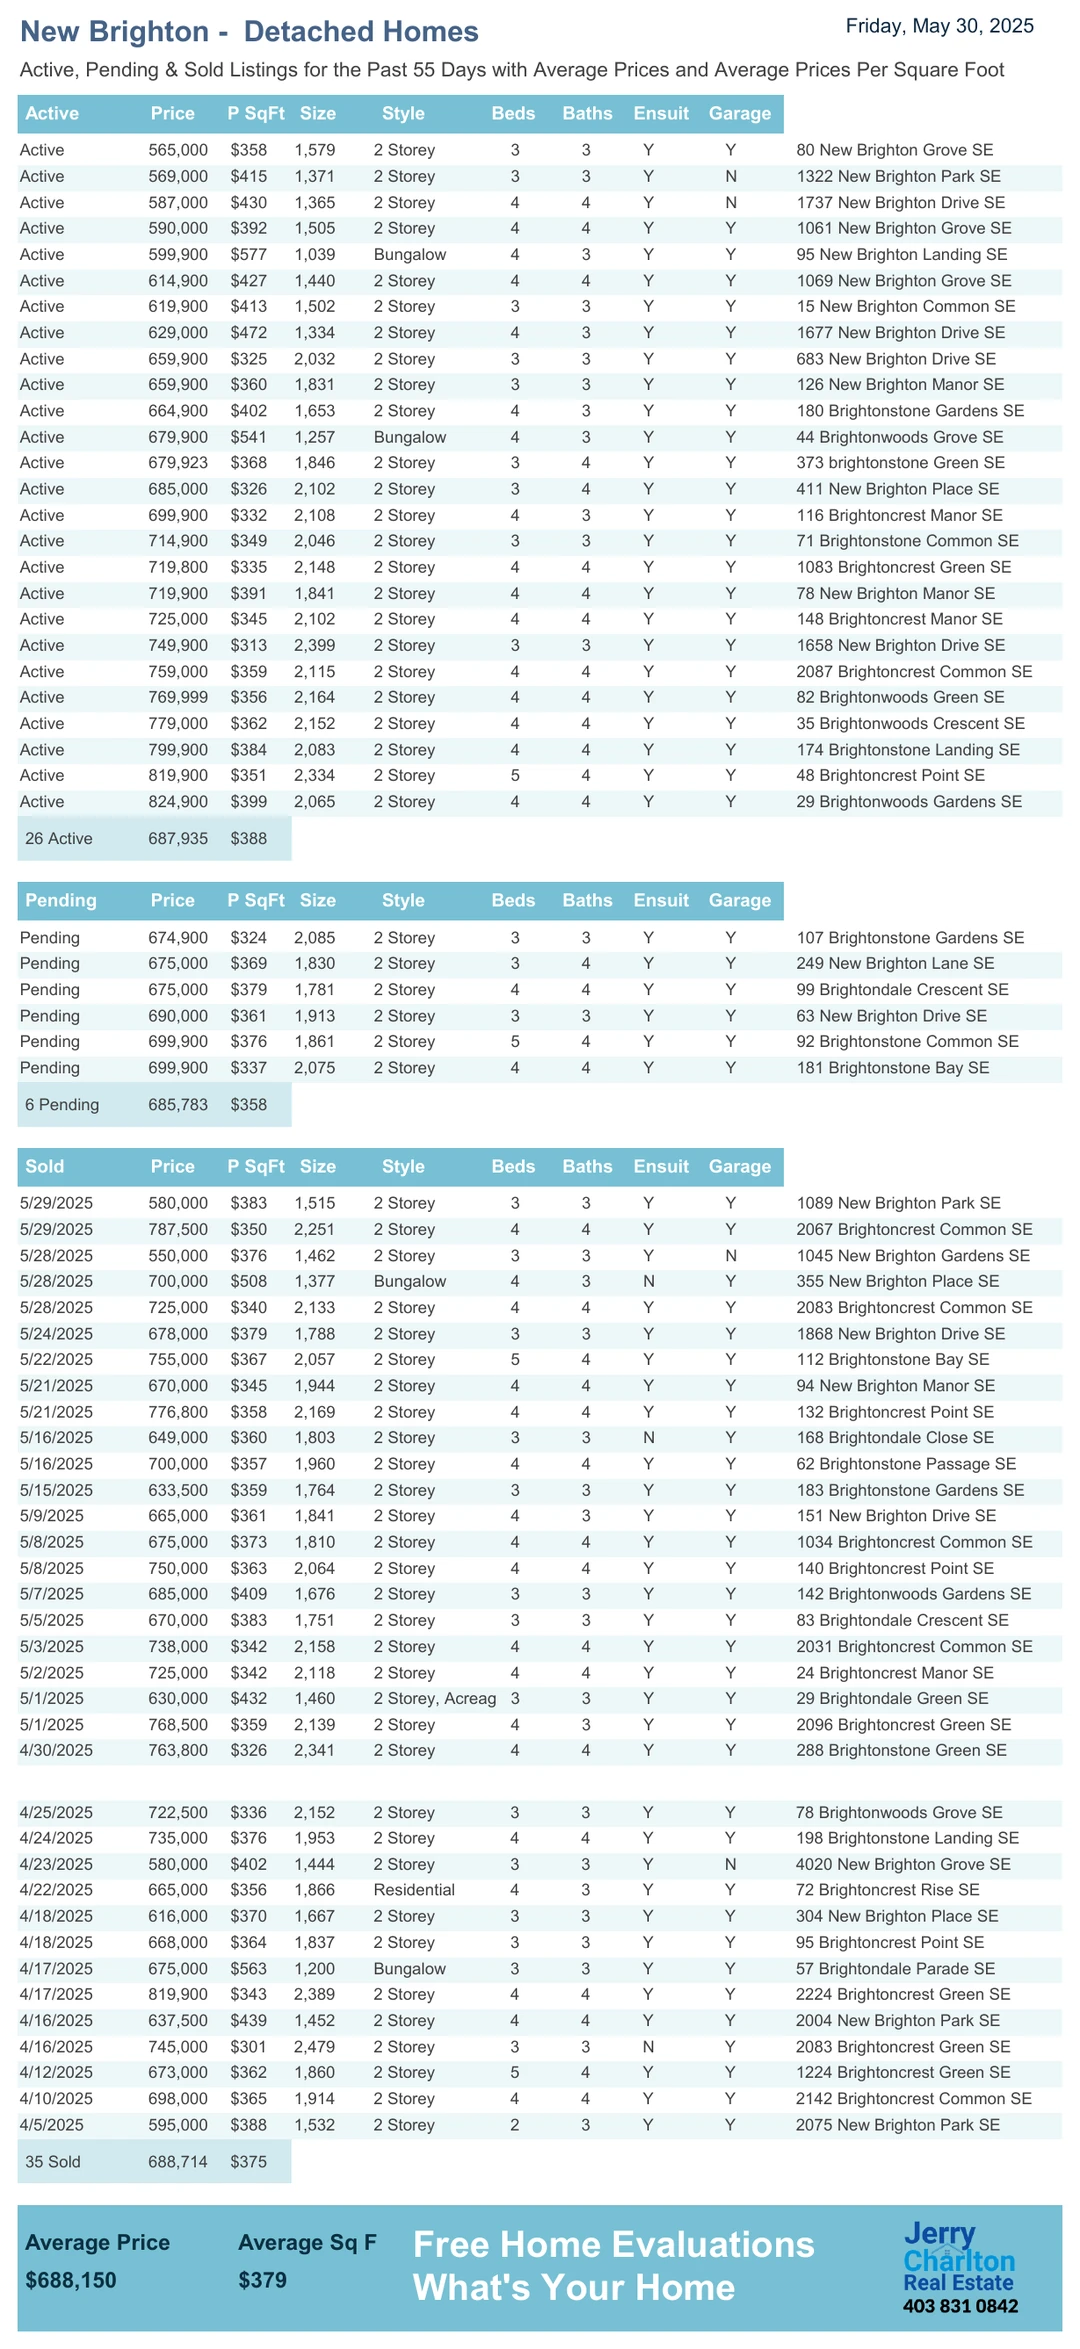 New Brighton - Detached Homes
Friday, May 30, 2025
Active, Pending & Sold Listings for the Past 55 Days with Average Prices and Average Prices Per Square Foot
Active Price P SqFt Size Style Beds Baths Ensuit Garage
Active 565,000 $358 1,579 2 Storey 3 3 Y Y 80 New Brighton Grove SE
Active 569,000 $415 1,371 2 Storey 3 3 Y N 1322 New Brighton Park SE
Active 587,000 $430 1,365 2 Storey 4 4 Y N 1737 New Brighton Drive SE
Active 590,000 $392 1,505 2 Storey 4 4 Y Y 1061 New Brighton Grove SE
Active 599,900 $577 1,039 Bungalow 4 3 Y Y 95 New Brighton Landing SE
Active 614,900 $427 1,440 2 Storey 4 4 Y Y 1069 New Brighton Grove SE
Active 619,900 $413 1,502 2 Storey 3 3 Y Y 15 New Brighton Common SE
Active 629,000 $472 1,334 2 Storey 4 3 Y Y 1677 New Brighton Drive SE
Active 659,900 $325 2,032 2 Storey 3 3 Y Y 683 New Brighton Drive SE
Active 659,900 $360 1,831 2 Storey 3 3 Y Y 126 New Brighton Manor SE
Active 664,900 $402 1,653 2 Storey 4 3 Y Y 180 Brightonstone Gardens SE
Active 679,900 $541 1,257 Bungalow 4 3 Y Y 44 Brightonwoods Grove SE
Active 679,923 $368 1,846 2 Storey 3 4 Y Y 373 brightonstone Green SE
Active 685,000 $326 2,102 2 Storey 3 4 Y Y 411 New Brighton Place SE
Active 699,900 $332 2,108 2 Storey 4 3 Y Y 116 Brightoncrest Manor SE
Active 714,900 $349 2,046 2 Storey 3 3 Y Y 71 Brightonstone Common SE
Active 719,800 $335 2,148 2 Storey 4 4 Y Y 1083 Brightoncrest Green SE
Active 719,900 $391 1,841 2 Storey 4 4 Y Y 78 New Brighton Manor SE
Active 725,000 $345 2,102 2 Storey 4 4 Y Y 148 Brightoncrest Manor SE
Active 749,900 $313 2,399 2 Storey 3 3 Y Y 1658 New Brighton Drive SE
Active 759,000 $359 2,115 2 Storey 4 4 Y Y 2087 Brightoncrest Common SE
Active 769,999 $356 2,164 2 Storey 4 4 Y Y 82 Brightonwoods Green SE
Active 779,000 $362 2,152 2 Storey 4 4 Y Y 35 Brightonwoods Crescent SE
Active 799,900 $384 2,083 2 Storey 4 4 Y Y 174 Brightonstone Landing SE
Active 819,900 $351 2,334 2 Storey 5 4 Y Y 48 Brightoncrest Point SE
Active 824,900 $399 2,065 2 Storey 4 4 Y Y 29 Brightonwoods Gardens SE
26 Active 687,935 $388
Pending Price P SqFt Size Style Beds Baths Ensuit Garage
Pending 674,900 $324 2,085 2 Storey 3 3 Y Y 107 Brightonstone Gardens SE
Pending 675,000 $369 1,830 2 Storey 3 4 Y Y 249 New Brighton Lane SE
Pending 675,000 $379 1,781 2 Storey 4 4 Y Y 99 Brightondale Crescent SE
Pending 690,000 $361 1,913 2 Storey 3 3 Y Y 63 New Brighton Drive SE
Pending 699,900 $376 1,861 2 Storey 5 4 Y Y 92 Brightonstone Common SE
Pending 699,900 $337 2,075 2 Storey 4 4 Y Y 181 Brightonstone Bay SE
6 Pending 685,783 $358
Sold Price P SqFt Size Style Beds Baths Ensuit Garage
5/29/2025 580,000 $383 1,515 2 Storey 3 3 Y Y 1089 New Brighton Park SE
5/29/2025 787,500 $350 2,251 2 Storey 4 4 Y Y 2067 Brightoncrest Common SE
5/28/2025 550,000 $376 1,462 2 Storey 3 3 Y N 1045 New Brighton Gardens SE
5/28/2025 700,000 $508 1,377 Bungalow 4 3 N Y 355 New Brighton Place SE
5/28/2025 725,000 $340 2,133 2 Storey 4 4 Y Y 2083 Brightoncrest Common SE
5/24/2025 678,000 $379 1,788 2 Storey 3 3 Y Y 1868 New Brighton Drive SE
5/22/2025 755,000 $367 2,057 2 Storey 5 4 Y Y 112 Brightonstone Bay SE
5/21/2025 670,000 $345 1,944 2 Storey 4 4 Y Y 94 New Brighton Manor SE
5/21/2025 776,800 $358 2,169 2 Storey 4 4 Y Y 132 Brightoncrest Point SE
5/16/2025 649,000 $360 1,803 2 Storey 3 3 N Y 168 Brightondale Close SE
5/16/2025 700,000 $357 1,960 2 Storey 4 4 Y Y 62 Brightonstone Passage SE
5/15/2025 633,500 $359 1,764 2 Storey 3 3 Y Y 183 Brightonstone Gardens SE
5/9/2025 665,000 $361 1,841 2 Storey 4 3 Y Y 151 New Brighton Drive SE
5/8/2025 675,000 $373 1,810 2 Storey 4 4 Y Y 1034 Brightoncrest Common SE
5/8/2025 750,000 $363 2,064 2 Storey 4 4 Y Y 140 Brightoncrest Point SE
5/7/2025 685,000 $409 1,676 2 Storey 3 3 Y Y 142 Brightonwoods Gardens SE
5/5/2025 670,000 $383 1,751 2 Storey 3 3 Y Y 83 Brightondale Crescent SE
5/3/2025 738,000 $342 2,158 2 Storey 4 4 Y Y 2031 Brightoncrest Common SE
5/2/2025 725,000 $342 2,118 2 Storey 4 4 Y Y 24 Brightoncrest Manor SE
5/1/2025 630,000 $432 1,460 2 Storey, Acreag 3 3 Y Y 29 Brightondale Green SE
5/1/2025 768,500 $359 2,139 2 Storey 4 3 Y Y 2096 Brightoncrest Green SE
4/30/2025 763,800 $326 2,341 2 Storey 4 4 Y Y 288 Brightonstone Green SE
4/25/2025 722,500 $336 2,152 2 Storey 3 3 Y Y 78 Brightonwoods Grove SE
4/24/2025 735,000 $376 1,953 2 Storey 4 4 Y Y 198 Brightonstone Landing SE
4/23/2025 580,000 $402 1,444 2 Storey 3 3 Y N 4020 New Brighton Grove SE
4/22/2025 665,000 $356 1,866 Residential 4 3 Y Y 72 Brightoncrest Rise SE
4/18/2025 616,000 $370 1,667 2 Storey 3 3 Y Y 304 New Brighton Place SE
4/18/2025 668,000 $364 1,837 2 Storey 3 3 Y Y 95 Brightoncrest Point SE
4/17/2025 675,000 $563 1,200 Bungalow 3 3 Y Y 57 Brightondale Parade SE
4/17/2025 819,900 $343 2,389 2 Storey 4 4 Y Y 2224 Brightoncrest Green SE
4/16/2025 637,500 $439 1,452 2 Storey 4 4 Y Y 2004 New Brighton Park SE
4/16/2025 745,000 $301 2,479 2 Storey 3 3 N Y 2083 Brightoncrest Green SE
4/12/2025 673,000 $362 1,860 2 Storey 5 4 Y Y 1224 Brightoncrest Green SE
4/10/2025 698,000 $365 1,914 2 Storey 4 4 Y Y 2142 Brightoncrest Common SE
4/5/2025 595,000 $388 1,532 2 Storey 2 3 Y Y 2075 New Brighton Park SE
35 Sold 688,714 $375
Average Price Average Sq F
$688,150 $379
Free Home Evaluations
What's Your Home
Jerry
Charlton
Real Estate
403 831 0842